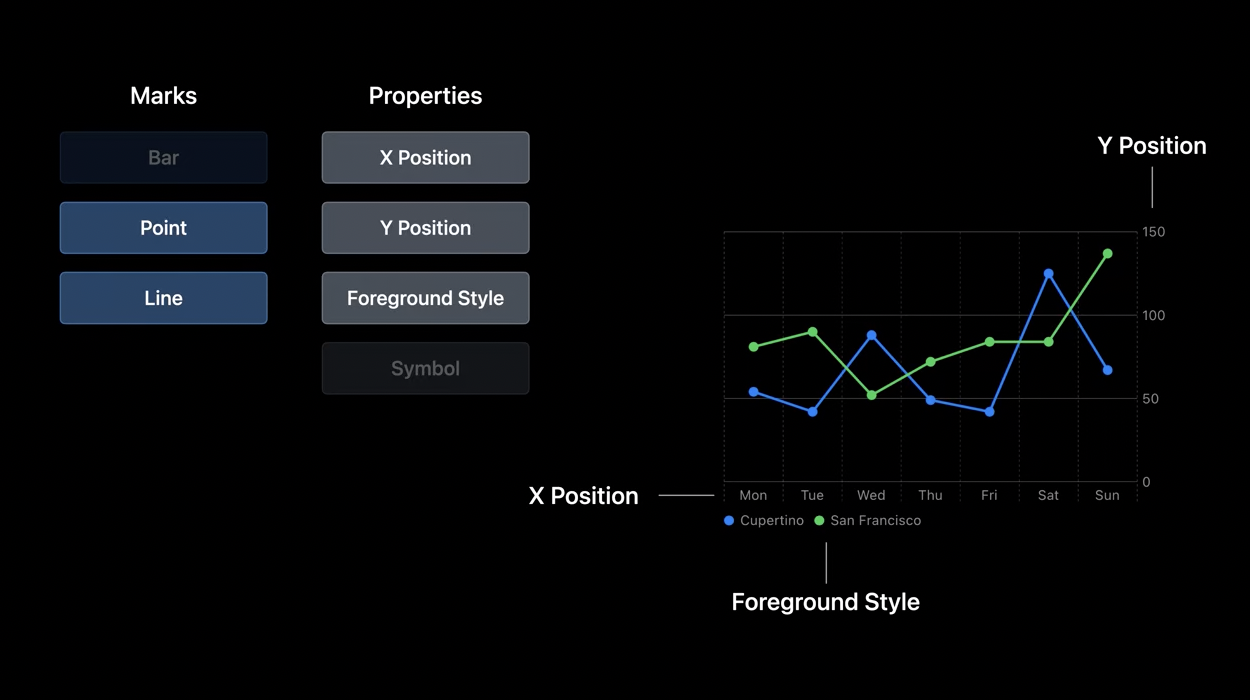 Marks
Properties
Bar
X Position
Point
Y Position
Line
Foreground Style
Symbol
Y Position
150
100
50
0
X Position
Mon Tue Wed Thu Fri Sat Sun
Cupertino San Francisco
Foreground Style